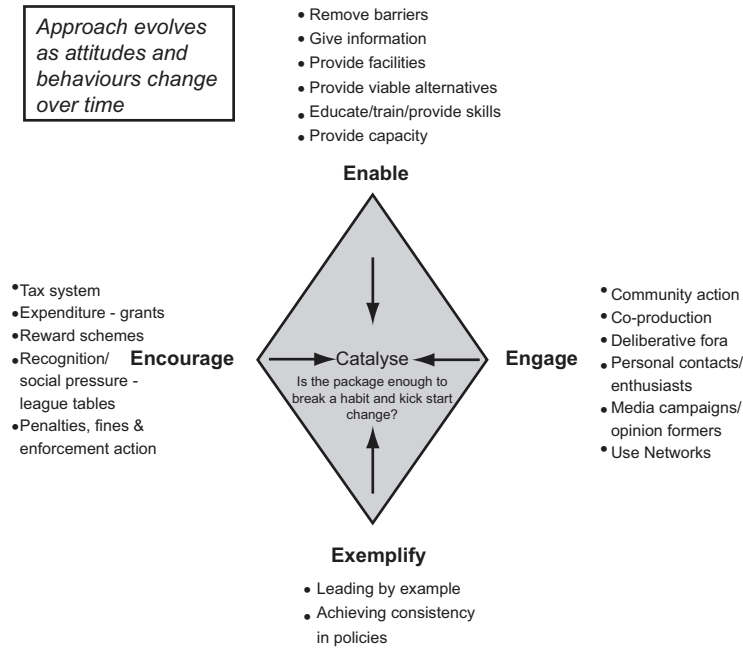 Approach evolves
as attitudes and
behaviours change
over time
• Remove barriers
• Give information
• Provide facilities
• Provide viable alternatives
• Educate/train/provide skills
• Provide capacity
Enable
• Tax system
• Expenditure - grants
• Reward schemes
• Recognition/
social pressure -
league tables
• Penalties, fines &
enforcement action
Encourage
Catalyse
Is the package enough to
break a habit and kick start
change?
Engage
• Community action
• Co-production
• Deliberative fora
• Personal contacts/
enthusiasts
• Media campaigns/
opinion formers
• Use Networks
Exemplify
• Leading by example
• Achieving consistency
in policies